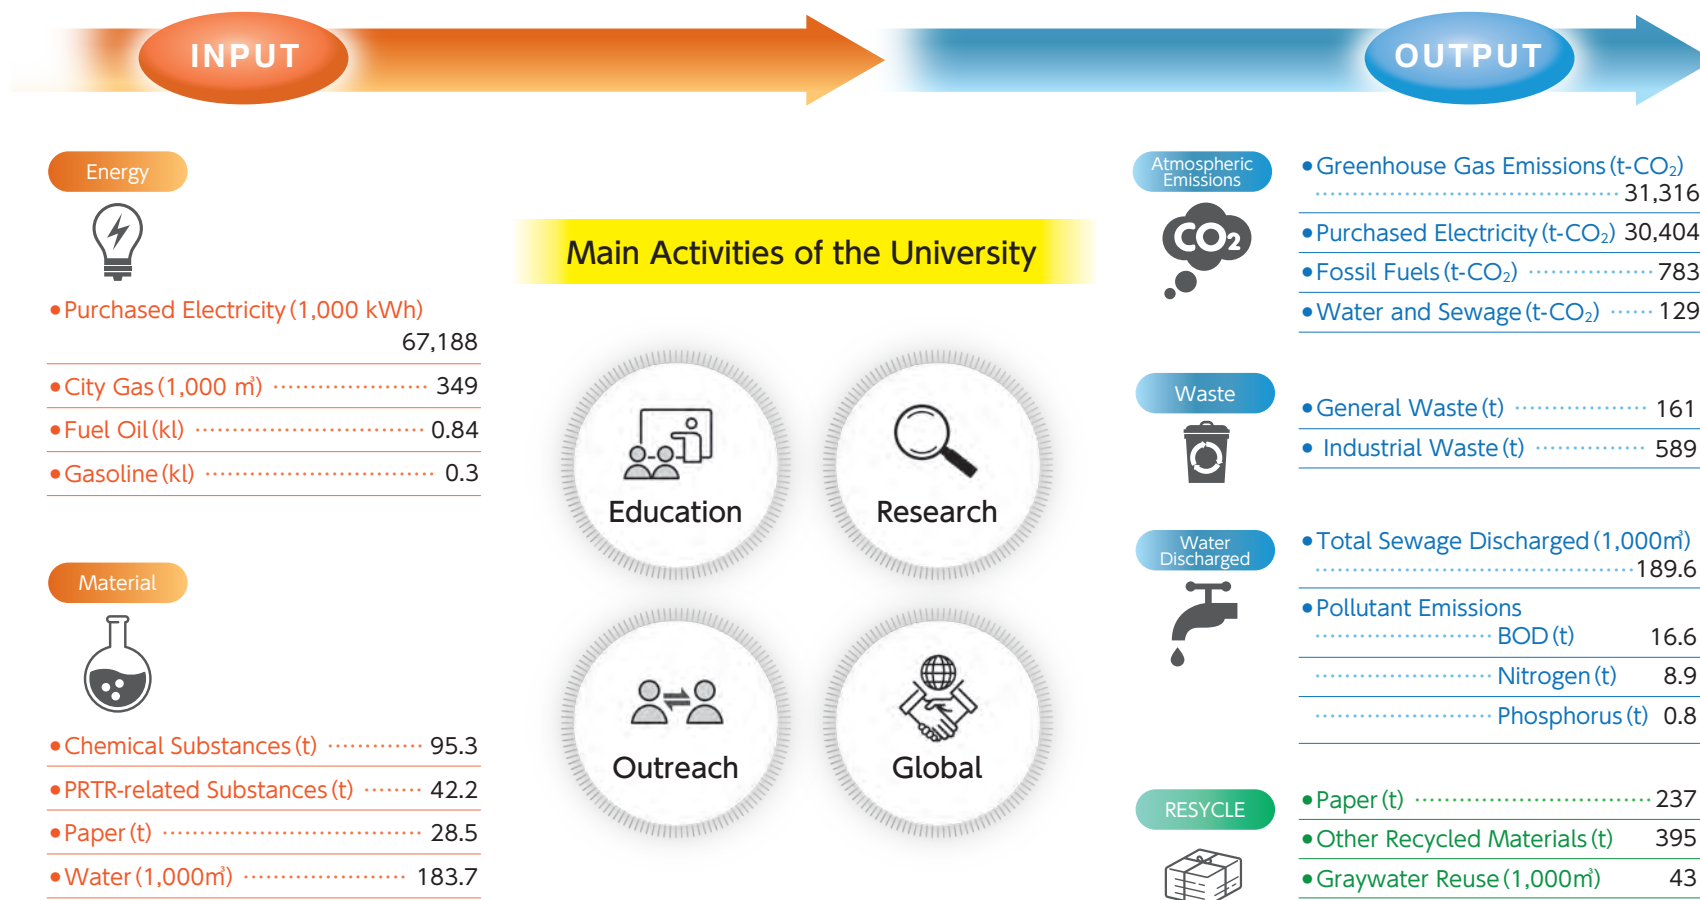 INPUT
OUTPUT
Energy
•Purchased Electricity (1,000 kWh)
67,188
•City Gas (1,000 ㎥) ··················· 349
•Fuel Oil (kl) ···························· 0.84
•Gasoline (kl) ···························· 0.3
Material
•Chemical Substances (t) ············ 95.3
•PRTR-related Substances (t) ········ 42.2
•Paper (t) ································ 28.5
•Water (1,000㎥) ···················· 183.7
Main Activities of the University
Education
Research
Outreach
Global
Atmospheric
Emissions
CO2
•Greenhouse Gas Emissions (t-CO₂)
····································· 31,316
•Purchased Electricity (t-CO₂) 30,404
•Fossil Fuels (t-CO₂) ················ 783
•Water and Sewage (t-CO₂) ······ 129
Waste
•General Waste (t) ················· 161
• Industrial Waste (t) ·············· 589
Water
Discharged
•Total Sewage Discharged (1,000㎥)
······································· 189.6
•Pollutant Emissions
······················ BOD (t) 16.6
······················ Nitrogen (t) 8.9
······················ Phosphorus (t) 0.8
RESYCLE
•Paper (t) ····························· 237
•Other Recycled Materials (t) 395
•Graywater Reuse (1,000㎥) 43